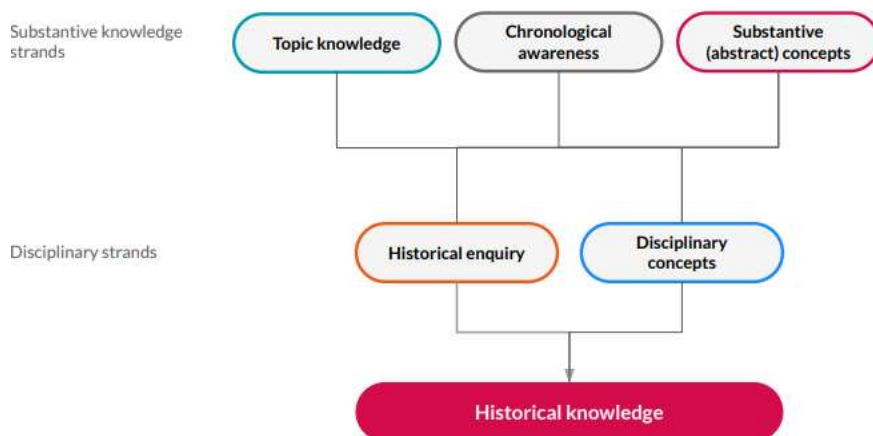 Substantive knowledge
strands
Topic knowledge
Chronological
awareness
Substantive
(abstract) concepts
Disciplinary strands
Historical enquiry
Disciplinary
concepts
Historical knowledge